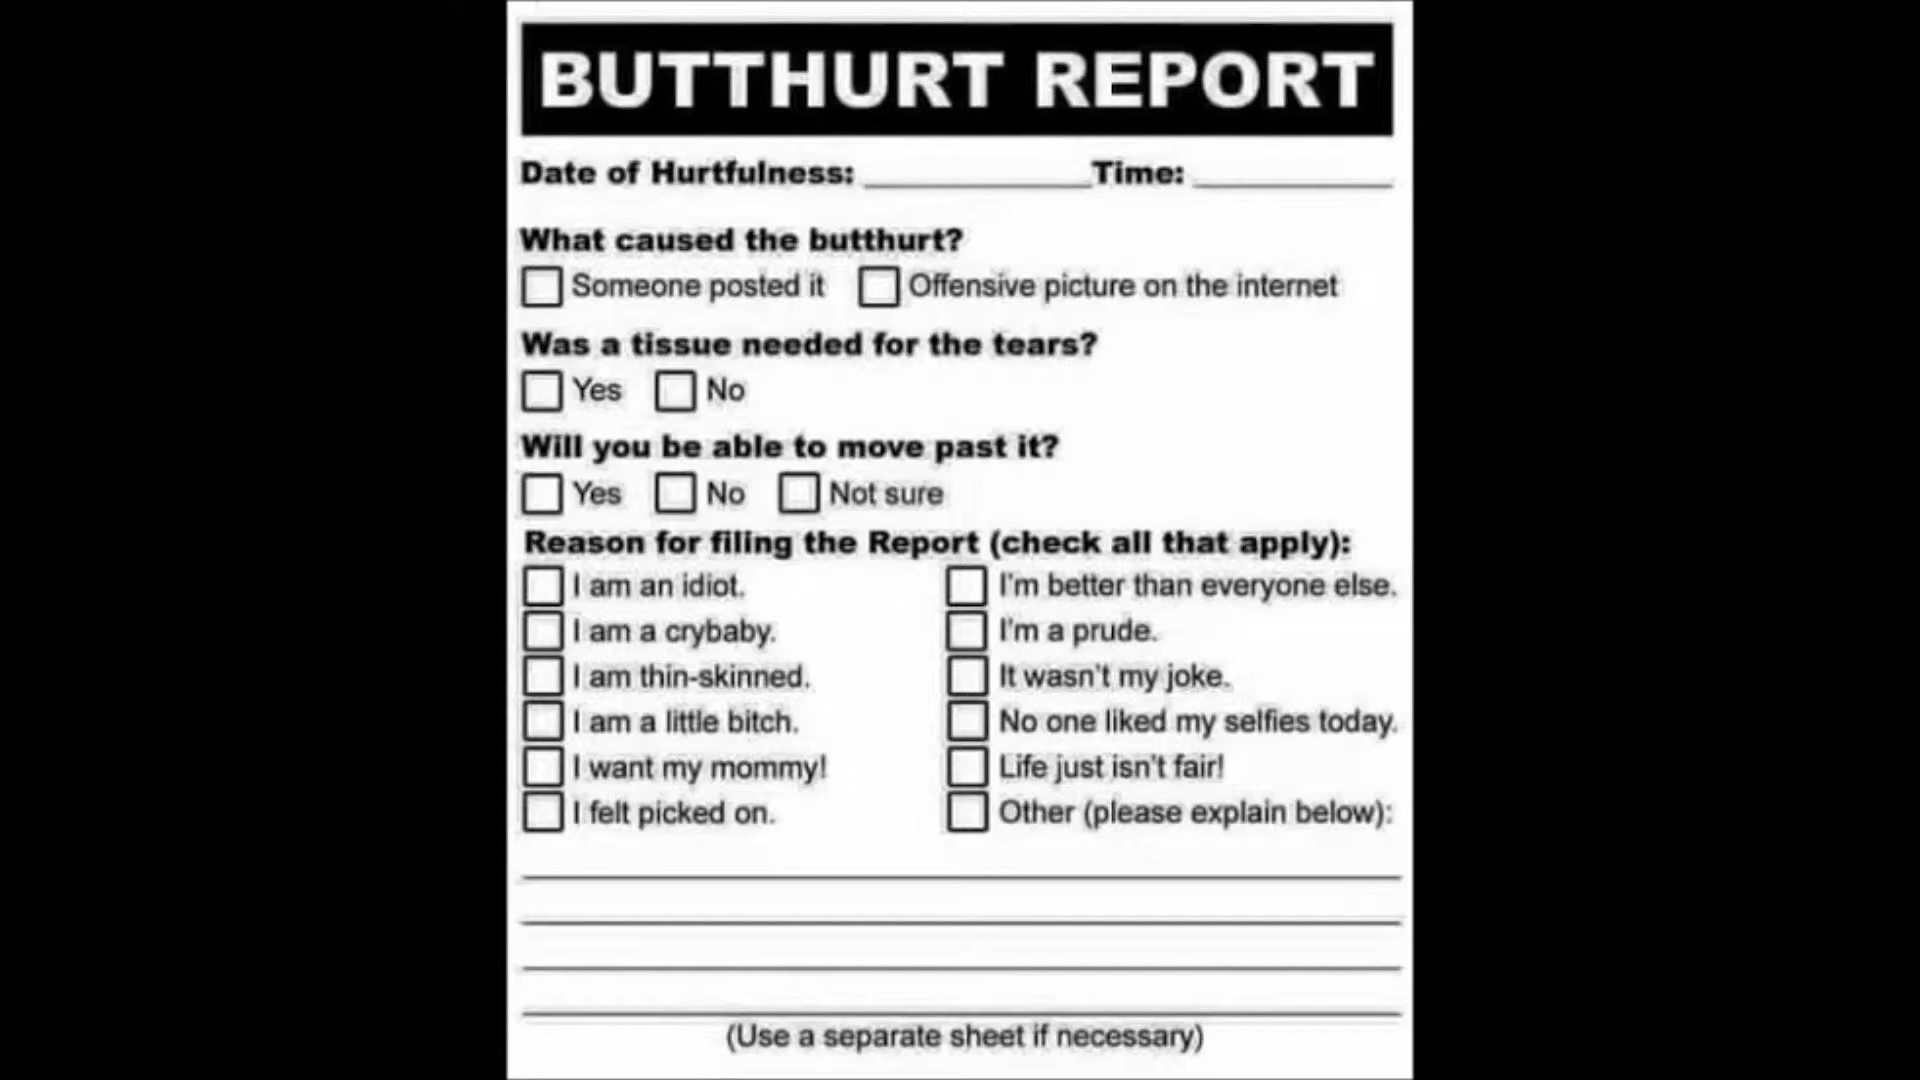 BUTTHURT REPORT
Date of Hurtfulness: ____________Time: ___________
What caused the butthurt?
Someone posted it Offensive picture on the internet
Was a tissue needed for the tears?
Yes No
Will you be able to move past it?
Yes No Not sure
Reason for filing the Report (check all that apply):
I am an idiot. I'm better than everyone else.
I am a crybaby. I'm a prude.
I am thin-skinned. It wasn't my joke.
I am a little bitch. No one liked my selfies today.
I want my mommy! Life just isn't fair!
I felt picked on. Other (please explain below):
(Use a separate sheet if necessary)